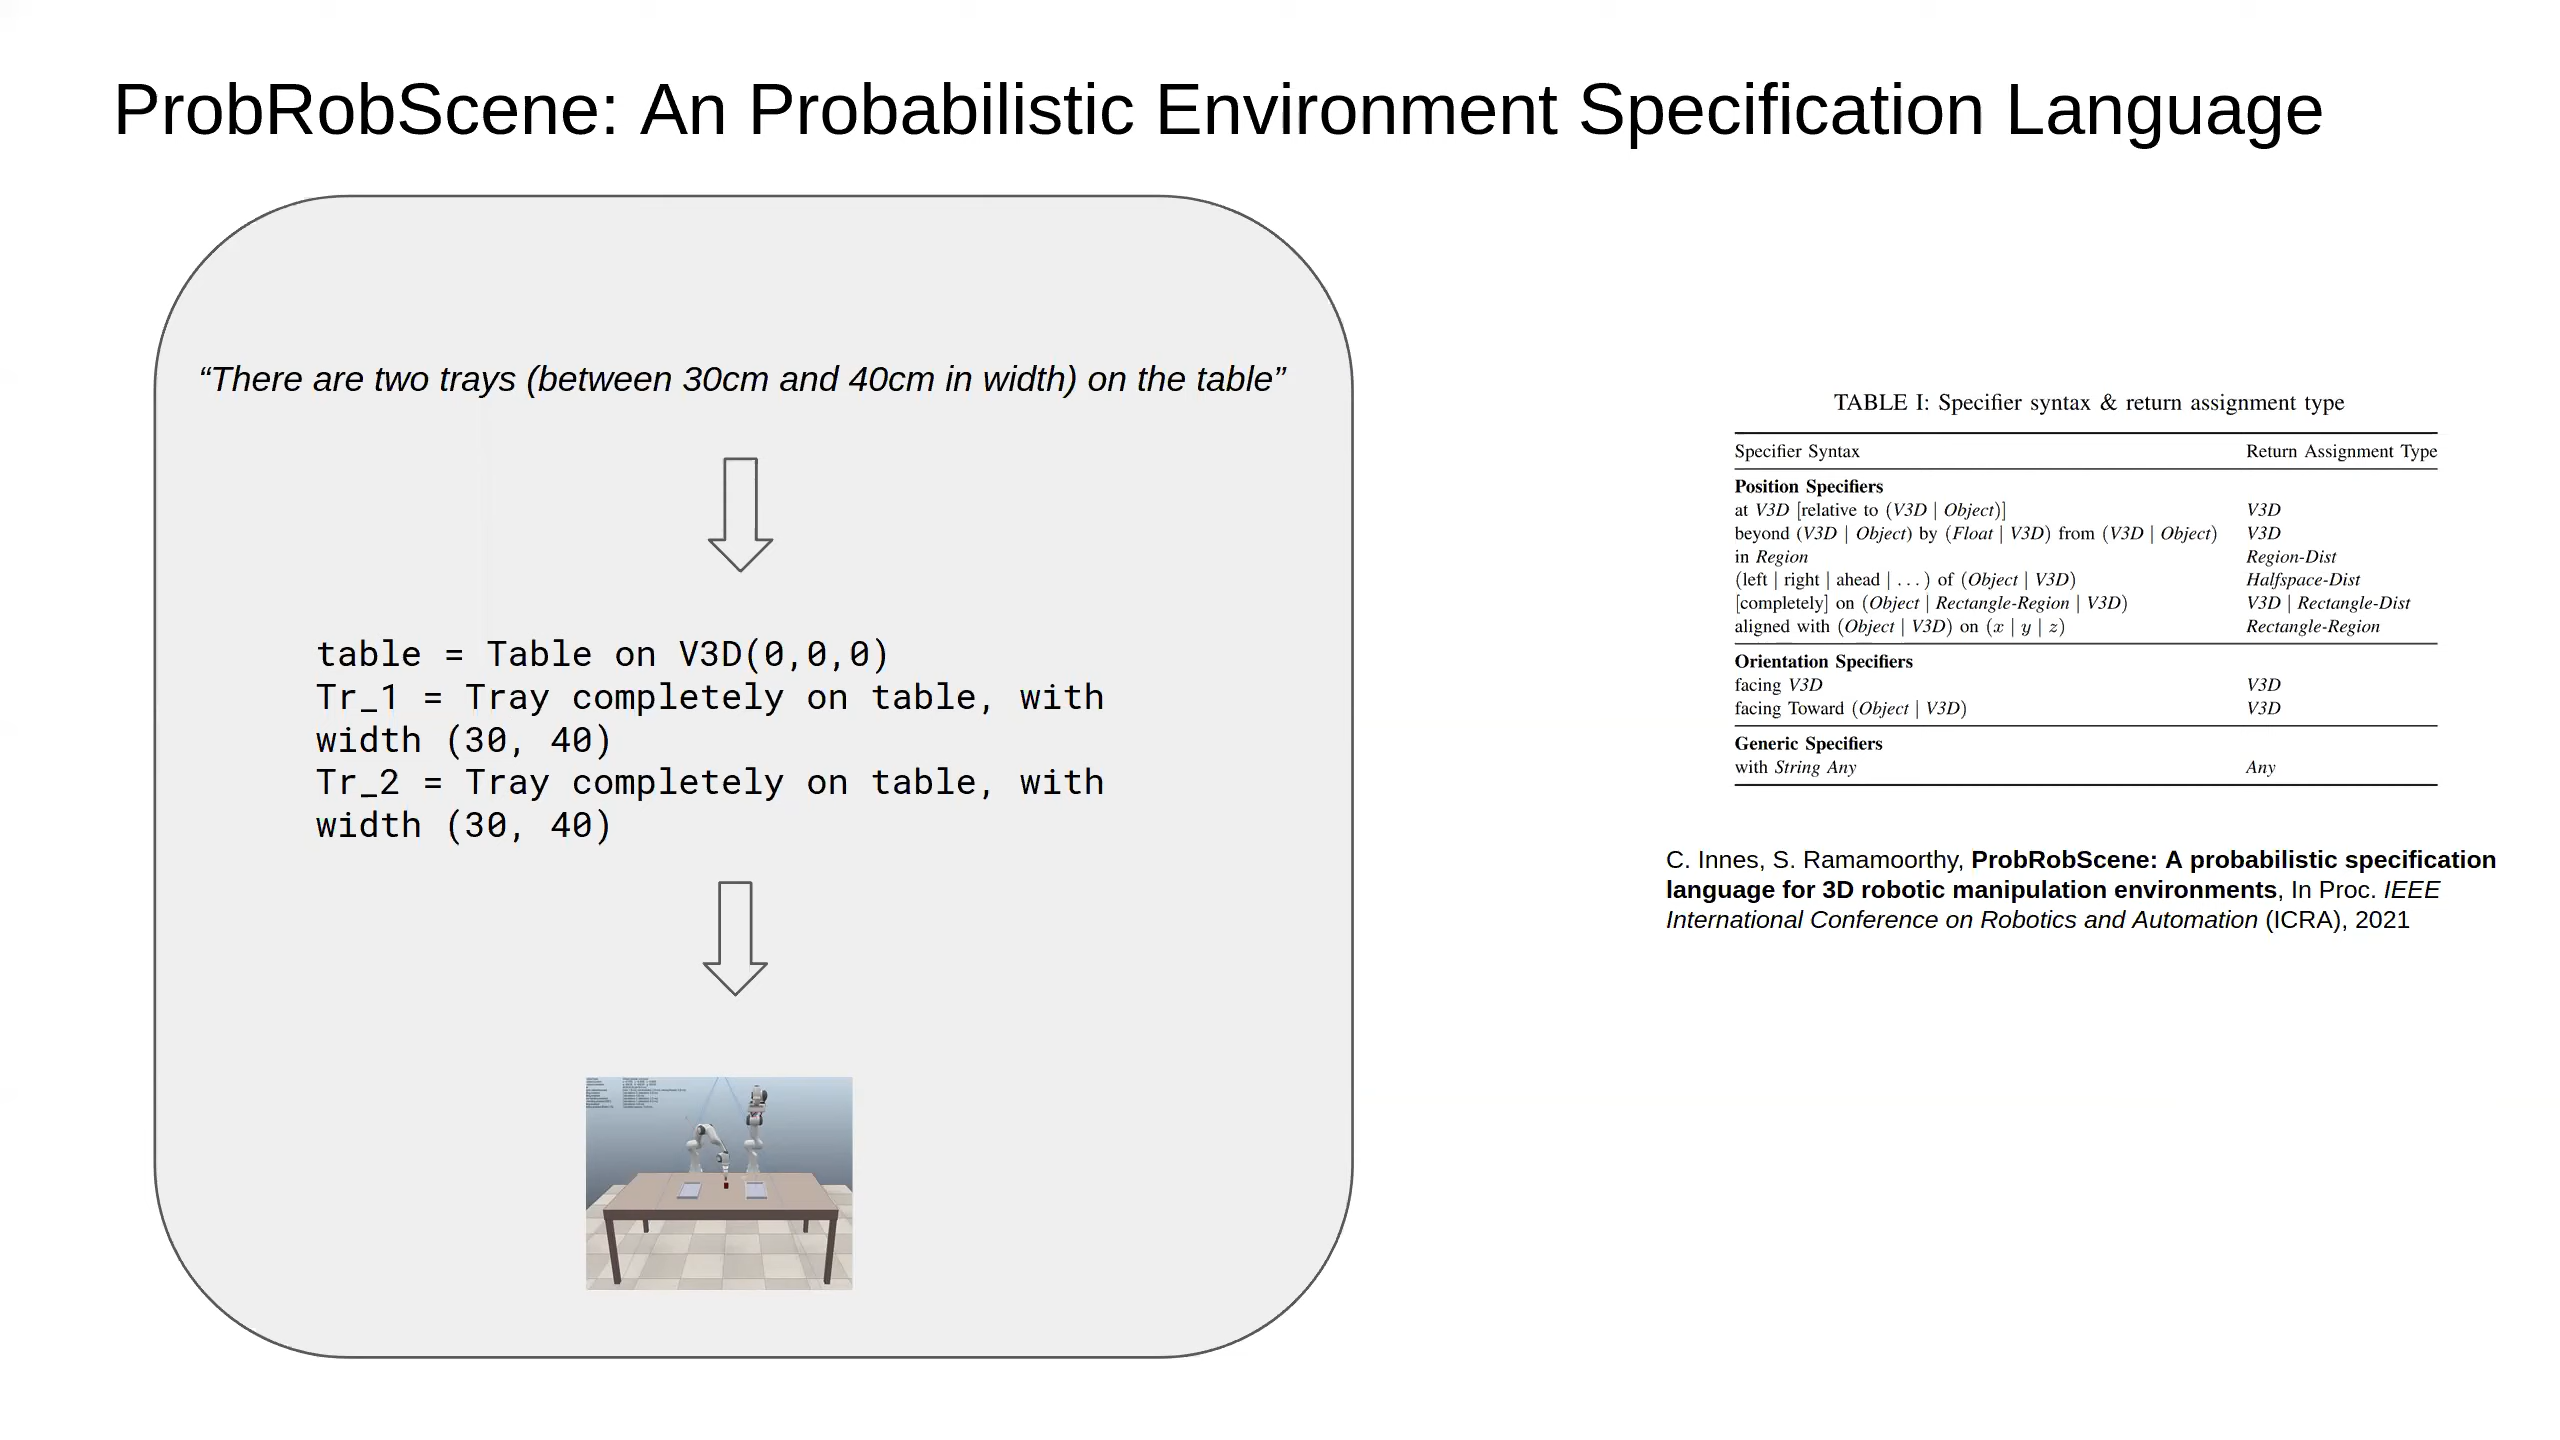 ProbRobScene: An Probabilistic Environment Specification Language
“There are two trays (between 30cm and 40cm in width) on the table”
table = Table on V3D(0,0,0)
Tr_1 = Tray completely on table, with
width (30, 40)
Tr_2 = Tray completely on table, with
width (30, 40)
TABLE I: Specifier syntax & return assignment type
Specifier Syntax Return Assignment Type
Position Specifiers
at V3D [relative to (V3D | Object)] V3D
beyond (V3D | Object) by (Float | V3D) from (V3D | Object) V3D
in Region Region-Dist
(left | right | ahead | . . . ) of (Object | V3D) Halfspace-Dist
[completely] on (Object | Rectangle-Region | V3D) V3D | Rectangle-Dist
aligned with (Object | V3D) on (x | y | z) Rectangle-Region
Orientation Specifiers
facing V3D V3D
facing Toward (Object | V3D) V3D
Generic Specifiers
with String Any Any
C. Innes, S. Ramamoorthy, ProbRobScene: A probabilistic specification
language for 3D robotic manipulation environments, In Proc. IEEE
International Conference on Robotics and Automation (ICRA), 2021